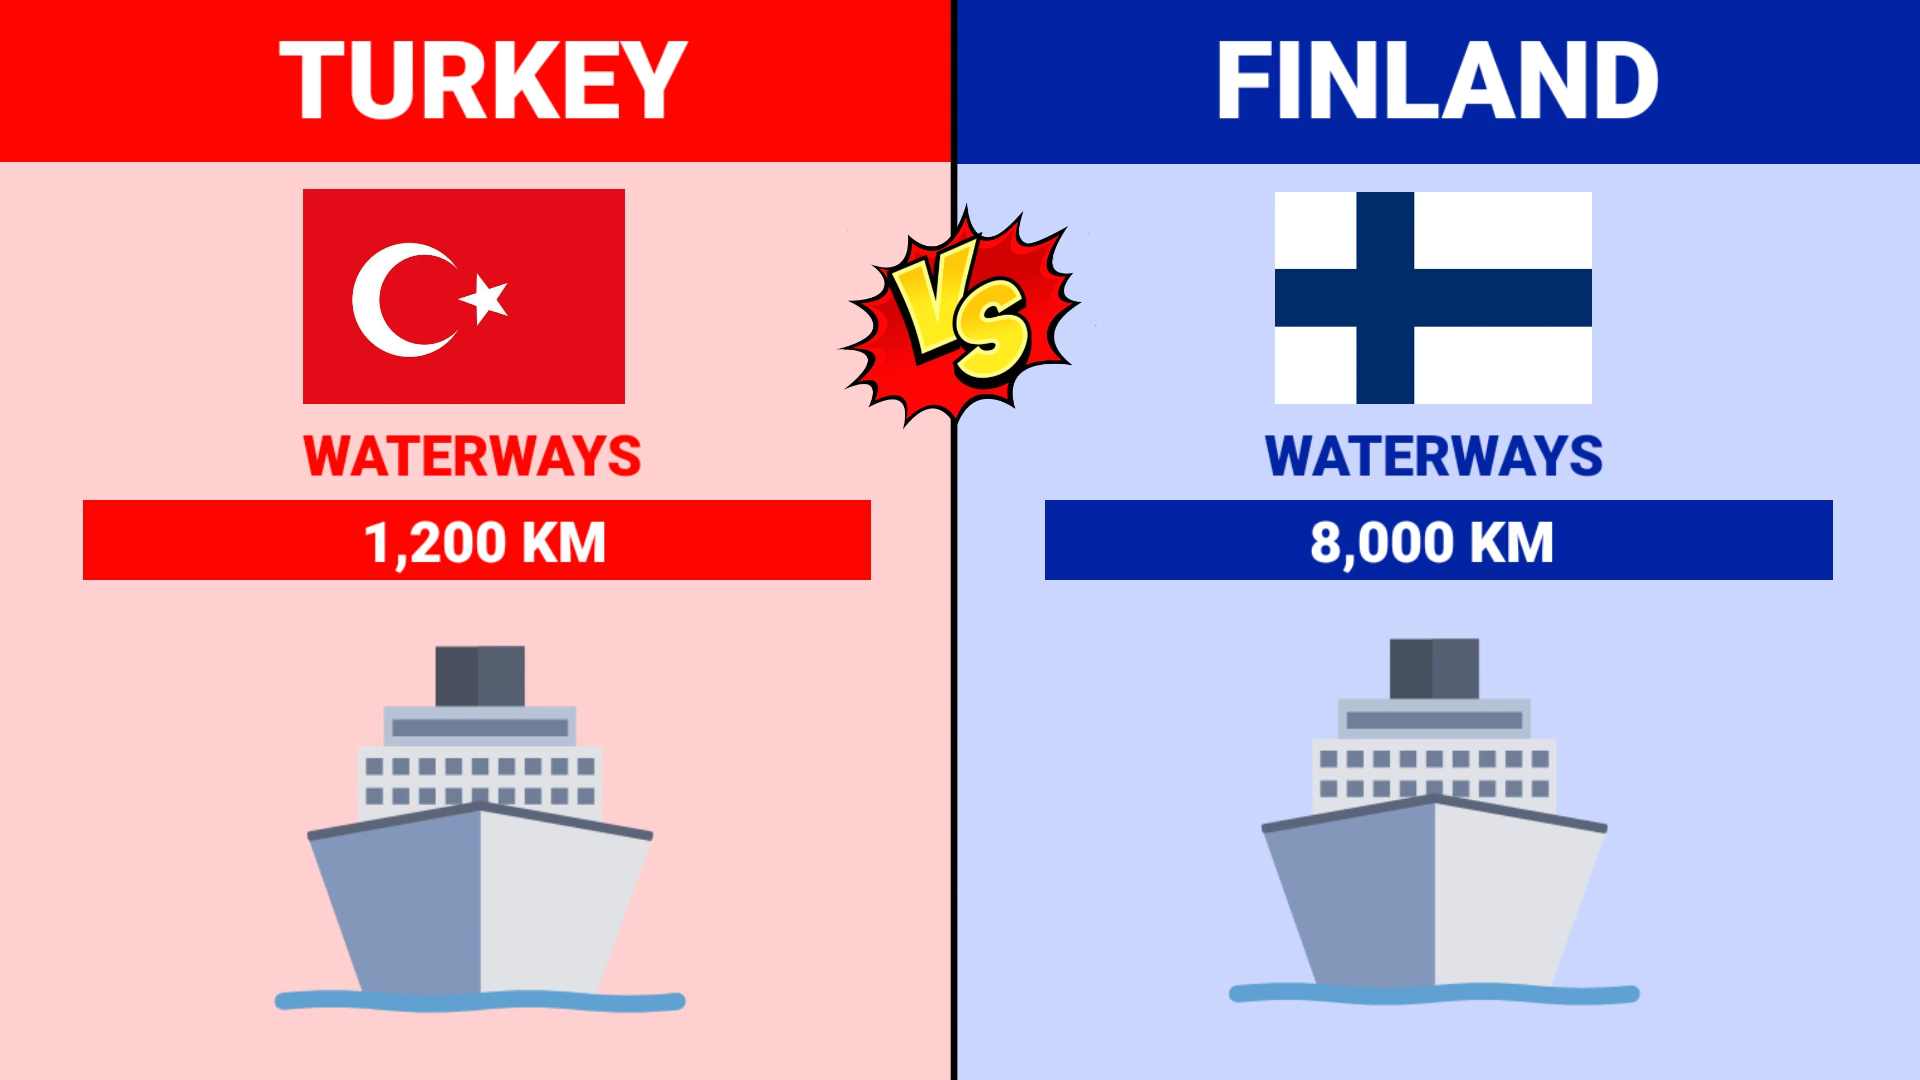 TURKEY
FINLAND
VS
WATERWAYS
WATERWAYS
1,200 KM
8,000 KM